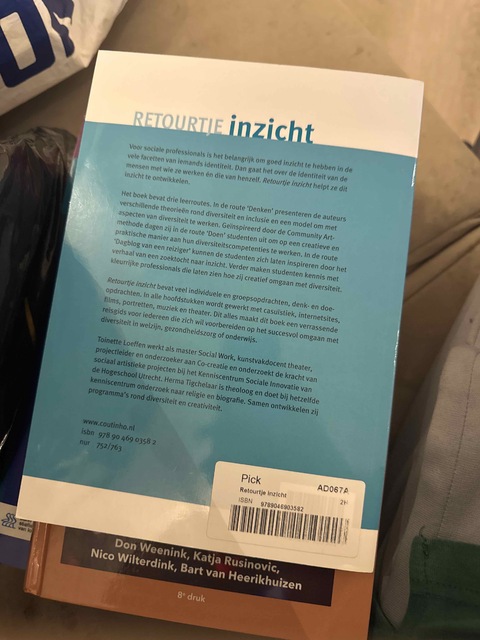 RETOURTJE inzicht
Voor sociale professionals is het belangrijk om goed inzicht te hebben in de
vele facetten van iemands identiteit. Dan gaat het over de identiteit van de
mensen met wie ze werken én die van henzelf. Retourtje inzicht helpt ze dit
inzicht te ontwikkelen.
Het boek bevat drie leerroutes. In de route 'Denken' presenteren de auteurs
verschillende theorieën rond diversiteit en inclusie en een model om met
aspecten van diversiteit te werken. Geïnspireerd door de Community Art-
methode dagen zij in de route 'Doen' studenten uit om op een creatieve en
praktische manier aan hun diversiteitscompetenties te werken. In de route
'Dagboek van een reiziger' kunnen de studenten zich laten inspireren door het
verhaal van een zoektocht naar inzicht. Verder maken studenten kennis met
kleurrijke professionals die laten zien hoe zij creatief omgaan met diversiteit.
Retourtje inzicht bevat veel individuele en groepsopdrachten, denk- en doe-
opdrachten. In alle hoofdstukken wordt gewerkt met casuïstiek, internetsites,
films, portretten, muziek en theater. Dit alles maakt dit boek een verrassende
reisgids voor iedereen die zich wil voorbereiden op het succesvol omgaan met
diversiteit in welzijn, gezondheidszorg of onderwijs.
Toinette Loeffen werkt als master Social Work, kunstvakdocent theater,
projectleider en onderzoeker aan Co-creatie en onderzoekt de kracht van
sociaal artistieke projecten bij het Kenniscentrum Sociale Innovatie van
de Hogeschool Utrecht. Herma Tigchelaar is theoloog en doet bij hetzelfde
kenniscentrum onderzoek naar religie en biografie. Samen ontwikkelen zij
programma's rond diversiteit en creativiteit.
www.coutinho.nl
isbn 978 90 469 0358 2
nur 752/763
Pick AD067A
Retourtje inzicht 2H
ISBN 9789046903582
Don Weenink, Katja Rusinovic,
Nico Wilterdink, Bart van Heerikhuizen
8e druk